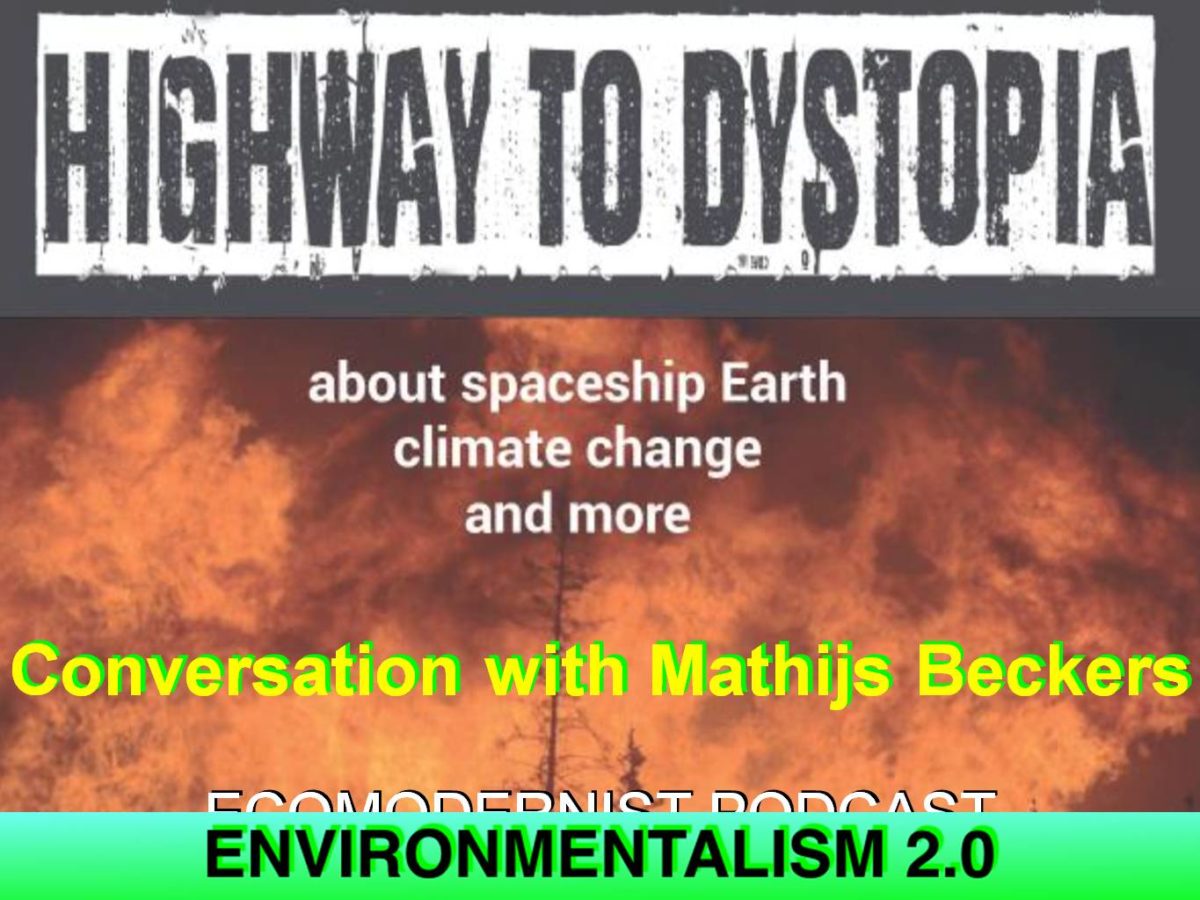 HIGHWAY TO DYSTOPIA
about spaceship Earth
climate change
and more
Conversation with Mathijs Beckers
ECOMODERNIST PODCAST
ENVIRONMENTALISM 2.0